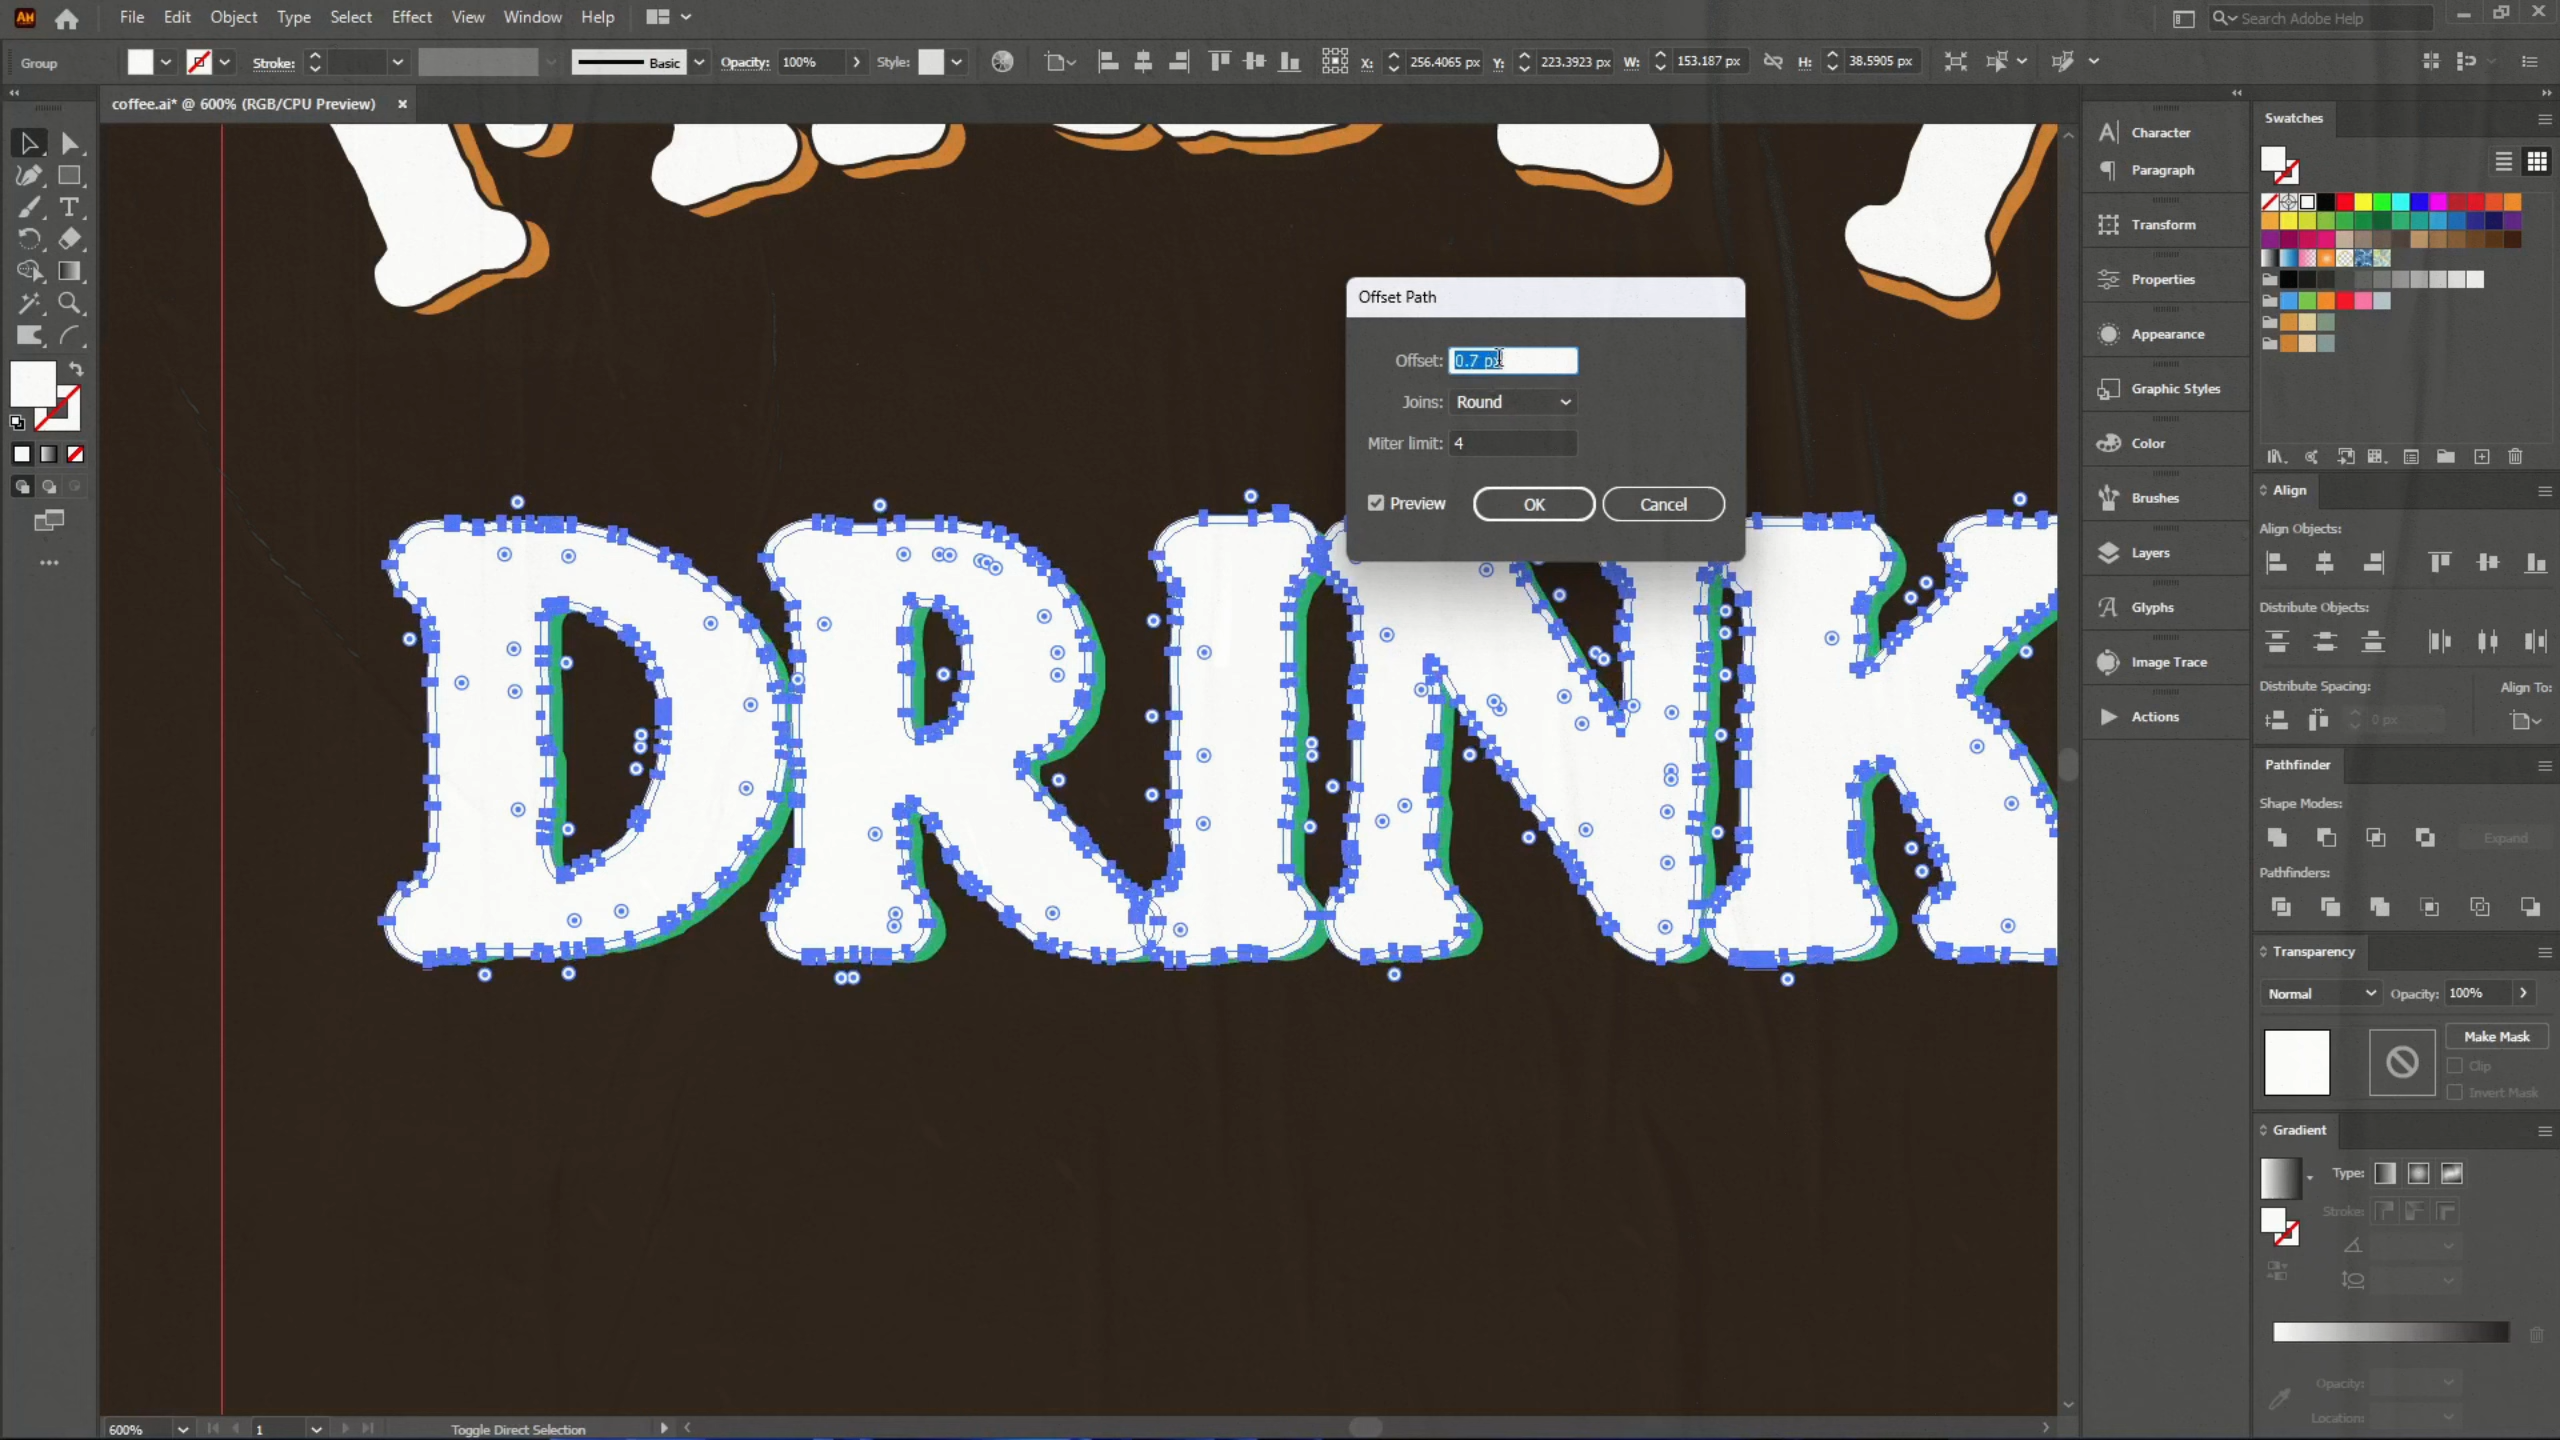 File Edit Object Type Select Effect View Window Help
Search Adobe Help
Group
Stroke:
Basic
Opacity: 100%
Style:
X: 256.4065 px Y: 223.3923 px W: 153.187 px H: 38.5905 px
coffee.ai* @ 600% (RGB/CPU Preview)
Offset Path
Offset: 0.7 px
Joins: Round
Miter limit: 4
Preview OK Cancel
DRINK
Character
Paragraph
Transform
Properties
Appearance
Graphic Styles
Color
Brushes
Layers
Glyphs
Image Trace
Actions
Swatches
Align
Align Objects:
Distribute Objects:
Distribute Spacing: Align To:
0 px
Pathfinder
Shape Modes:
Expand
Pathfinders:
Transparency
Normal Opacity: 100%
Make Mask
Clip
Invert Mask
Gradient
Type:
Stroke:
Opacity:
Location:
600% 1 Toggle Direct Selection